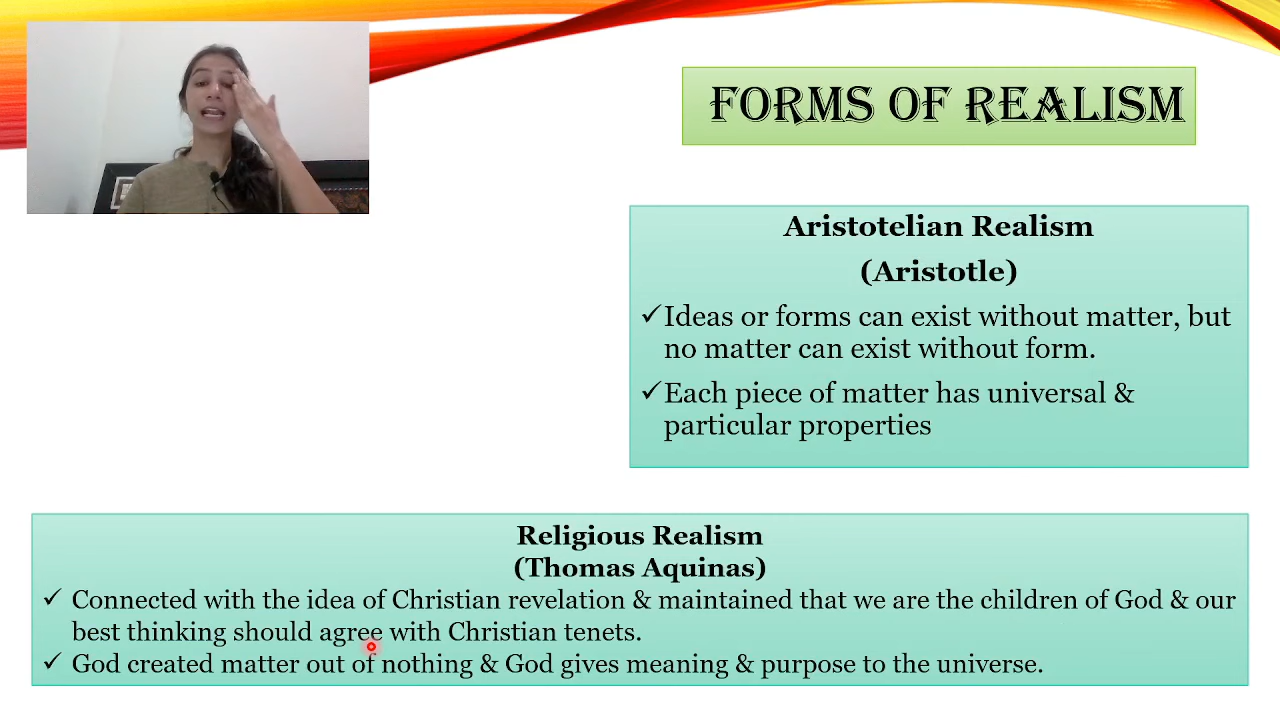 FORMS OF REALISM
Aristotelian Realism
(Aristotle)
✓Ideas or forms can exist without matter, but
no matter can exist without form.
✓Each piece of matter has universal &
particular properties
Religious Realism
(Thomas Aquinas)
✓ Connected with the idea of Christian revelation & maintained that we are the children of God & our
best thinking should agree with Christian tenets.
✓ God created matter out of nothing & God gives meaning & purpose to the universe.